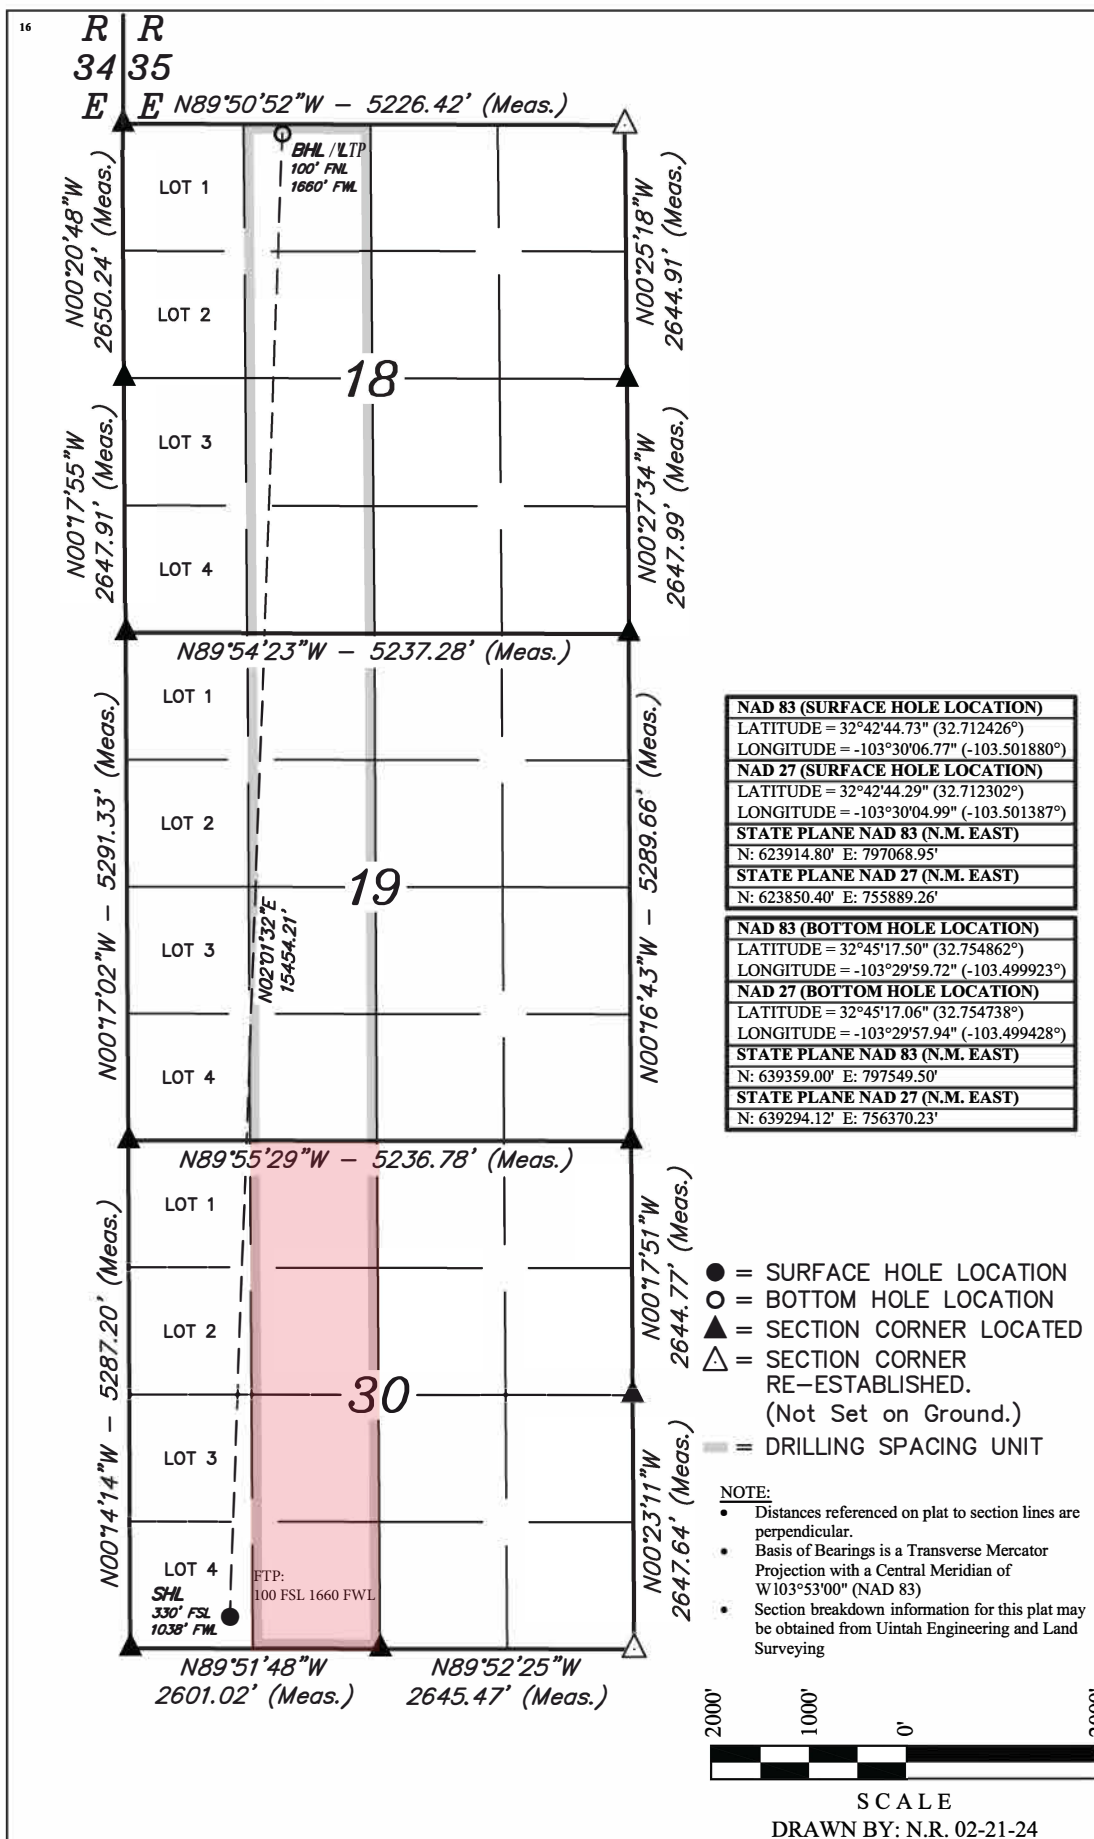 16
R R
34 35
E E
N89°50'52"W - 5226.42' (Meas.)
BHL /LTP
100' FNL
1660' FWL
LOT 1
LOT 2
18
LOT 3
LOT 4
N00°20'48"W
2650.24' (Meas.)
N00°17'55"W
2647.91' (Meas.)
N00°25'18"W
2644.91' (Meas.)
N00°27'34"W
2647.99' (Meas.)
N89°54'23"W - 5237.28' (Meas.)
LOT 1
LOT 2
19
LOT 3
LOT 4
N00°17'02"W - 5291.33' (Meas.)
N02°01'32"E
15454.21'
N00°16'43"W - 5289.66' (Meas.)
N89°55'29"W - 5236.78' (Meas.)
LOT 1
LOT 2
30
LOT 3
LOT 4
N00°14'14"W - 5287.20' (Meas.)
N00°17'51"W
2644.77' (Meas.)
N00°23'11"W
2647.64' (Meas.)
SHL
330' FSL
1038' FWL
FTP:
100 FSL 1660 FWL
N89°51'48"W
2601.02' (Meas.)
N89°52'25"W
2645.47' (Meas.)
NAD 83 (SURFACE HOLE LOCATION)
LATITUDE = 32°42'44.73" (32.712426°)
LONGITUDE = -103°30'06.77" (-103.501880°)
NAD 27 (SURFACE HOLE LOCATION)
LATITUDE = 32°42'44.29" (32.712302°)
LONGITUDE = -103°30'04.99" (-103.501387°)
STATE PLANE NAD 83 (N.M. EAST)
N: 623914.80' E: 797068.95'
STATE PLANE NAD 27 (N.M. EAST)
N: 623850.40' E: 755889.26'
NAD 83 (BOTTOM HOLE LOCATION)
LATITUDE = 32°45'17.50" (32.754862°)
LONGITUDE = -103°29'59.72" (-103.499923°)
NAD 27 (BOTTOM HOLE LOCATION)
LATITUDE = 32°45'17.06" (32.754738°)
LONGITUDE = -103°29'57.94" (-103.499428°)
STATE PLANE NAD 83 (N.M. EAST)
N: 639359.00' E: 797549.50'
STATE PLANE NAD 27 (N.M. EAST)
N: 639294.12' E: 756370.23'
= SURFACE HOLE LOCATION
= BOTTOM HOLE LOCATION
= SECTION CORNER LOCATED
= SECTION CORNER
RE-ESTABLISHED.
(Not Set on Ground.)
= DRILLING SPACING UNIT
NOTE:
• Distances referenced on plat to section lines are
perpendicular.
• Basis of Bearings is a Transverse Mercator
Projection with a Central Meridian of
W103°53'00" (NAD 83)
• Section breakdown information for this plat may
be obtained from Uintah Engineering and Land
Surveying
2000' 1000' 0'
SCALE
DRAWN BY: N.R. 02-21-24